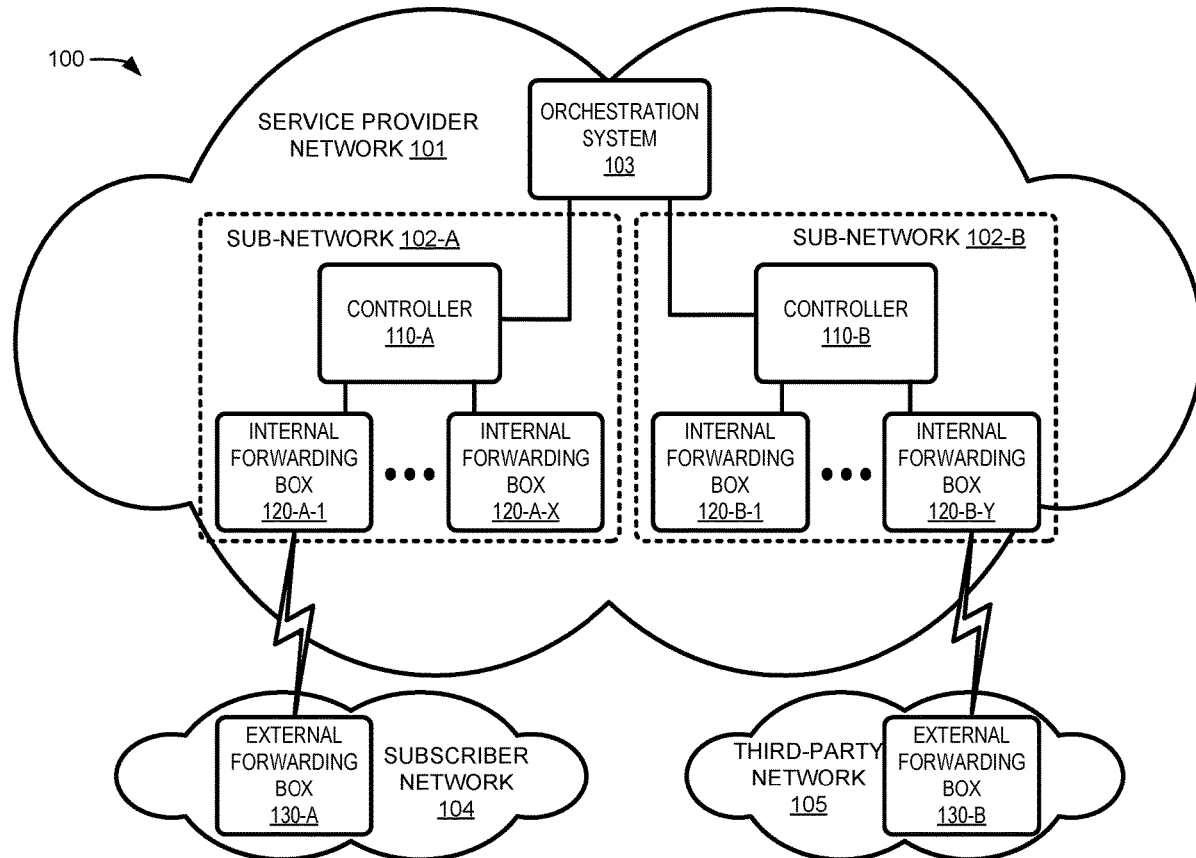 100
SERVICE PROVIDER
NETWORK 101
ORCHESTRATION
SYSTEM
103
SUB-NETWORK 102-A
SUB-NETWORK 102-B
CONTROLLER
110-A
CONTROLLER
110-B
INTERNAL
FORWARDING
BOX
120-A-1
INTERNAL
FORWARDING
BOX
120-A-X
INTERNAL
FORWARDING
BOX
120-B-1
INTERNAL
FORWARDING
BOX
120-B-Y
EXTERNAL
FORWARDING
BOX
130-A
SUBSCRIBER
NETWORK
104
THIRD-PARTY
NETWORK
105
EXTERNAL
FORWARDING
BOX
130-B